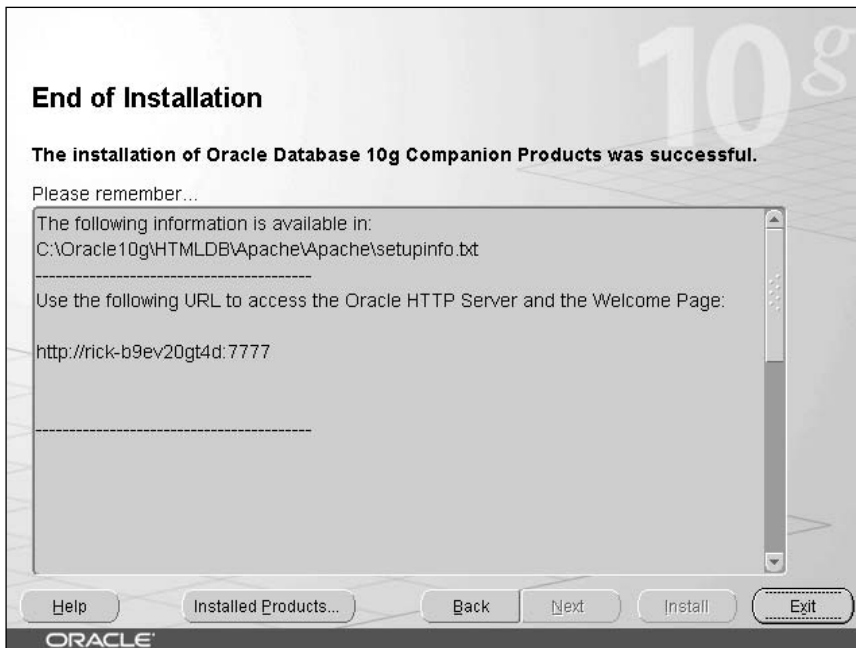 10g
End of Installation
The installation of Oracle Database 10g Companion Products was successful.
Please remember...
The following information is available in:
C:\Oracle10g\HTMLDB\Apache\Apache\setupinfo.txt
----------------------------------------
Use the following URL to access the Oracle HTTP Server and the Welcome Page:
http://rick-b9ev20gt4d:7777
----------------------------------------
Help Installed Products... Back Next Install Exit
ORACLE